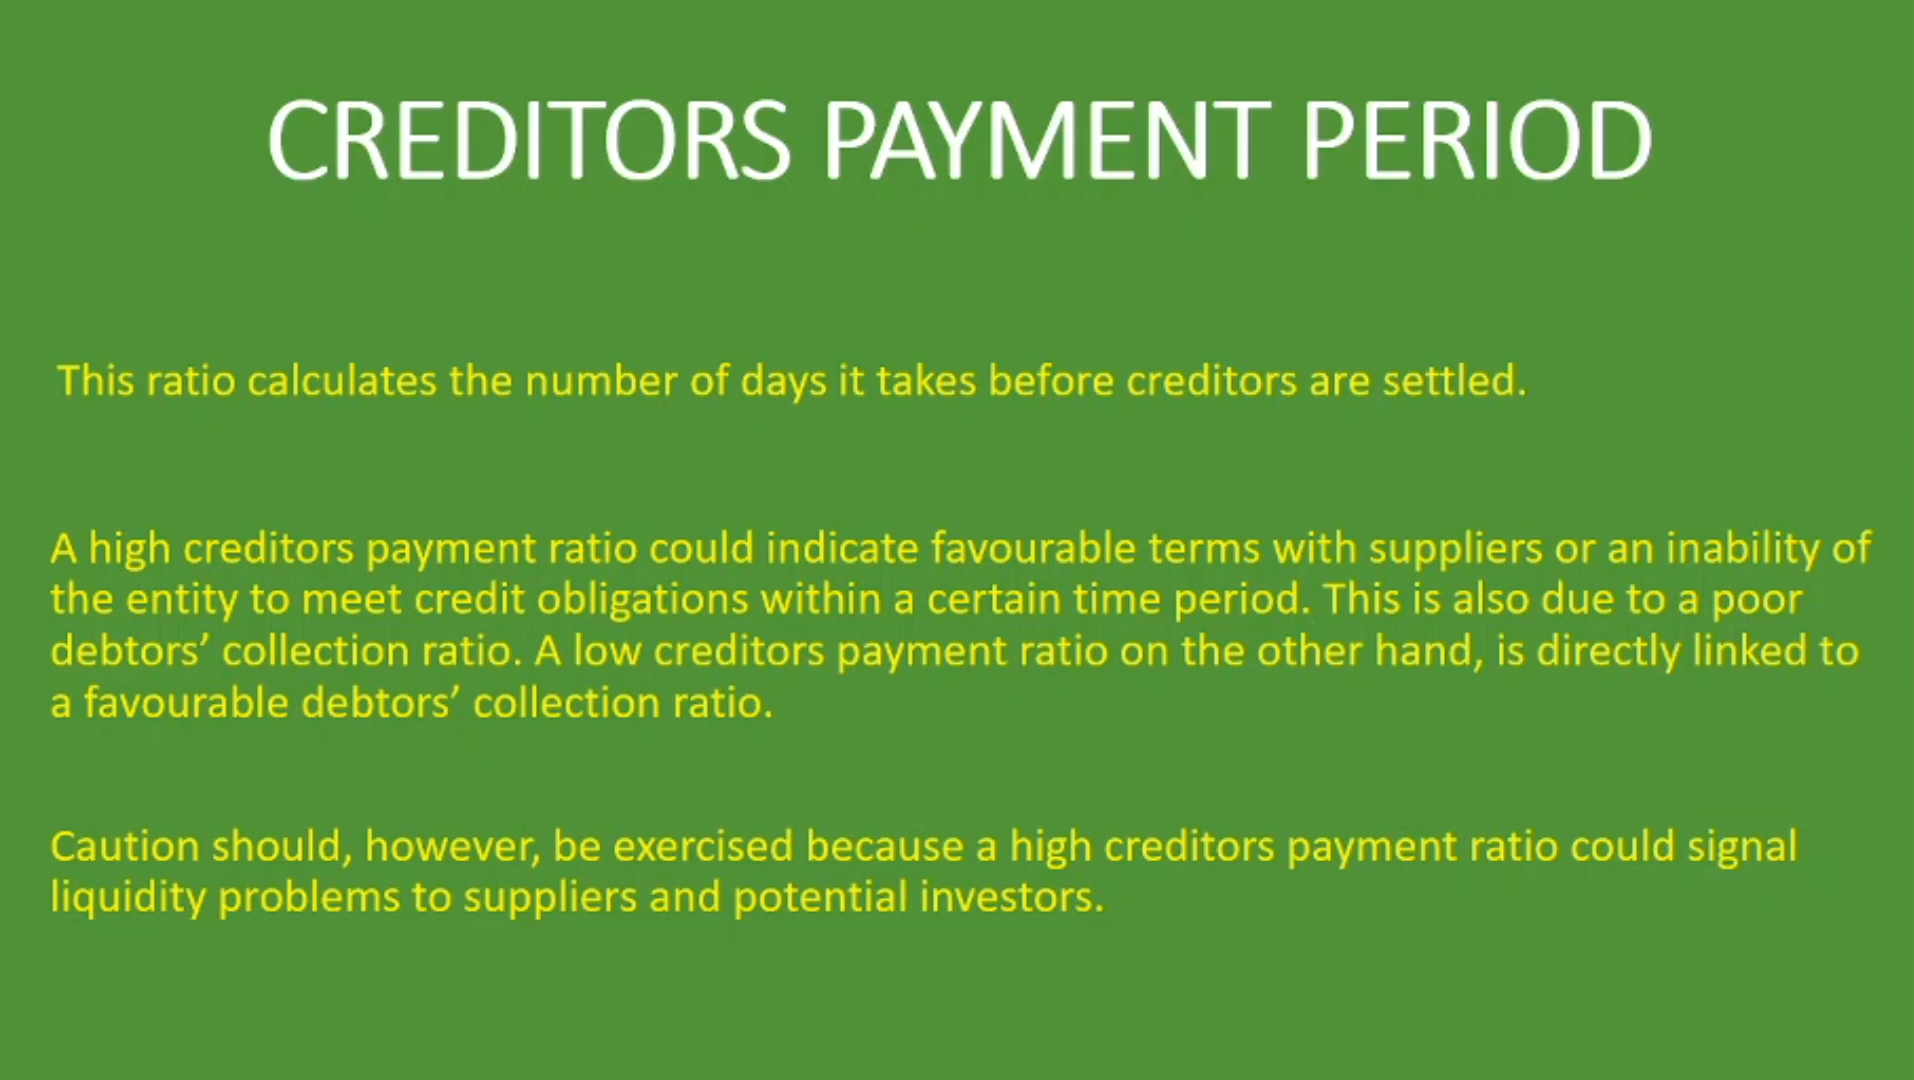 CREDITORS PAYMENT PERIOD
This ratio calculates the number of days it takes before creditors are settled.
A high creditors payment ratio could indicate favourable terms with suppliers or an inability of
the entity to meet credit obligations within a certain time period. This is also due to a poor
debtors’ collection ratio. A low creditors payment ratio on the other hand, is directly linked to
a favourable debtors’ collection ratio.
Caution should, however, be exercised because a high creditors payment ratio could signal
liquidity problems to suppliers and potential investors.